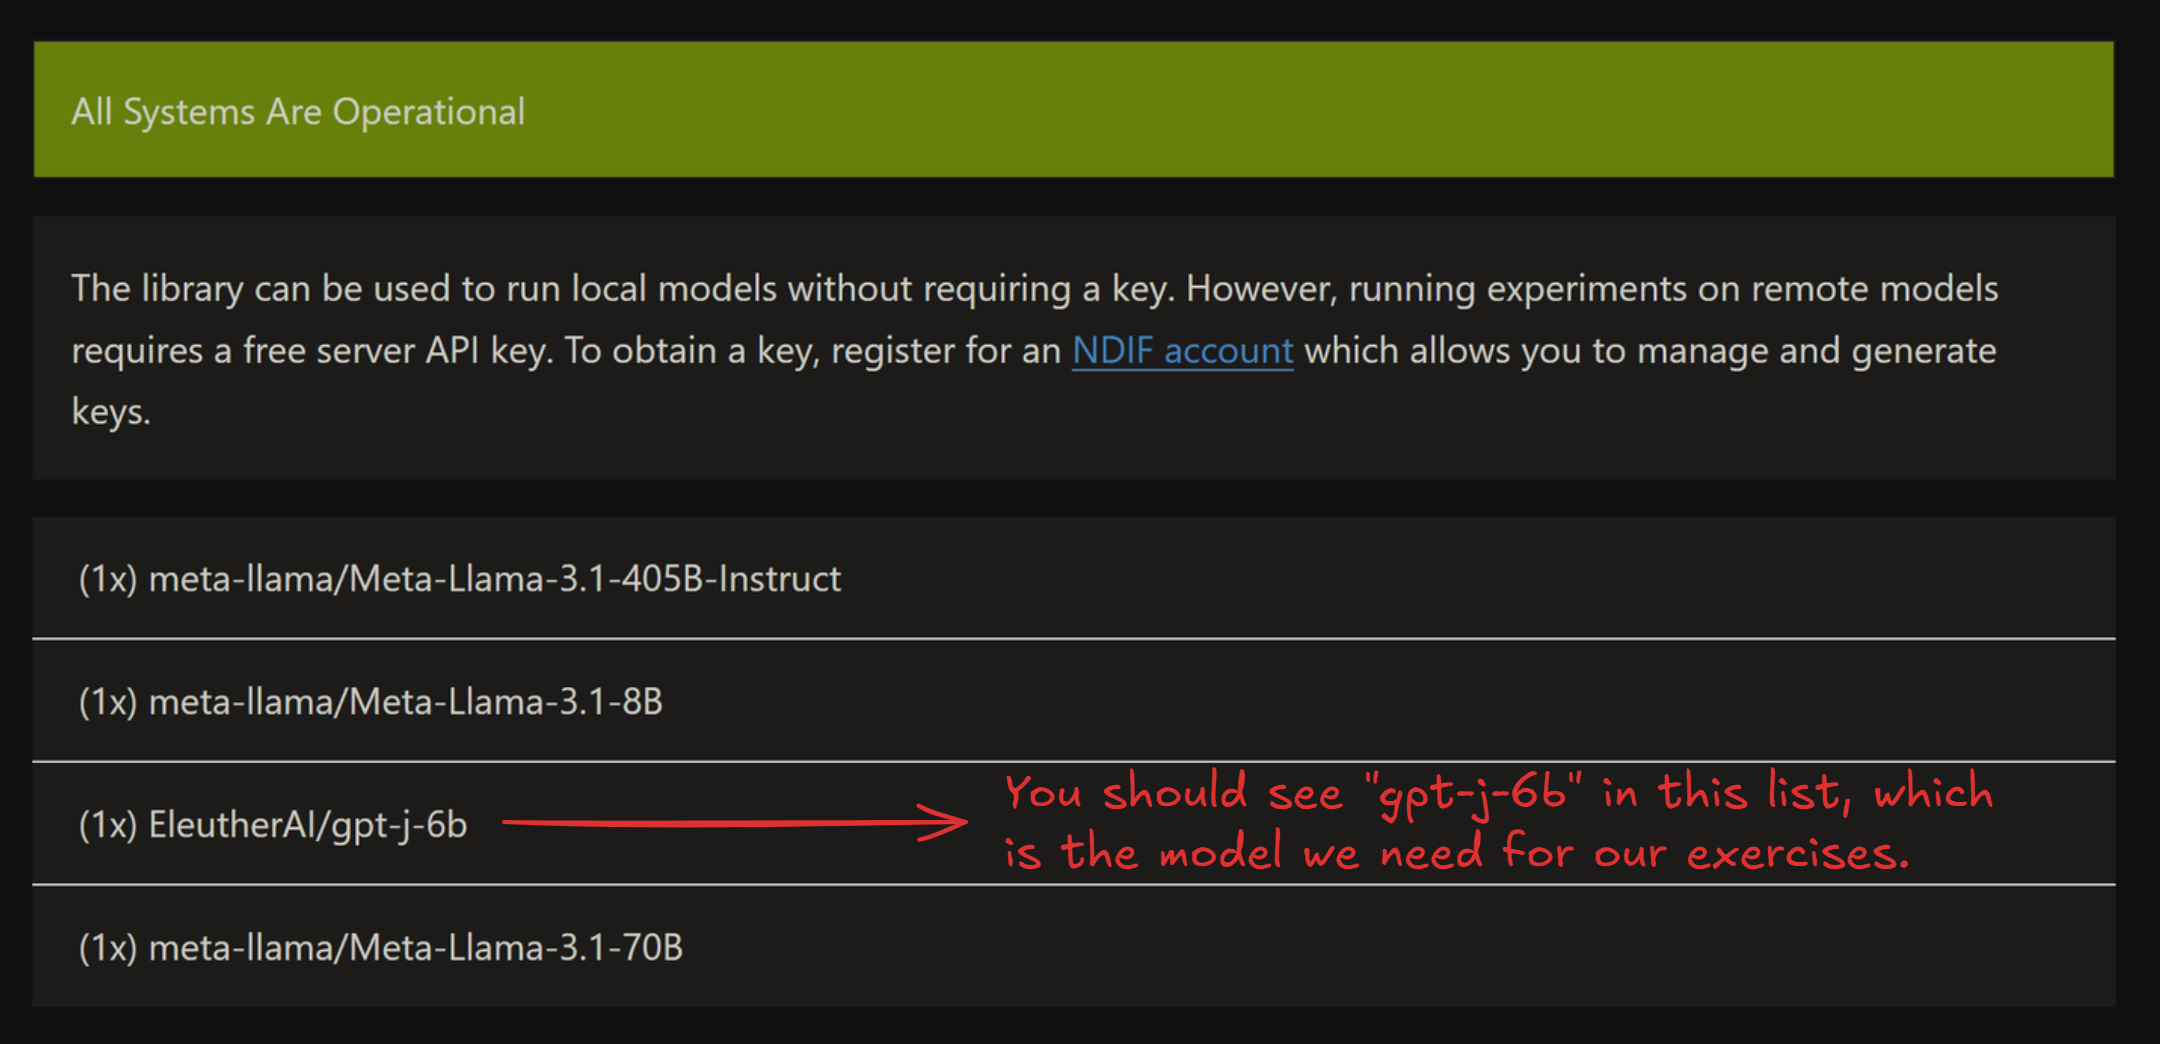 All Systems Are Operational
The library can be used to run local models without requiring a key. However, running experiments on remote models
requires a free server API key. To obtain a key, register for an NDIF account which allows you to manage and generate
keys.
(1x) meta-llama/Meta-Llama-3.1-405B-Instruct
(1x) meta-llama/Meta-Llama-3.1-8B
(1x) EleutherAI/gpt-j-6b
You should see "gpt-j-6b" in this list, which
is the model we need for our exercises.
(1x) meta-llama/Meta-Llama-3.1-70B